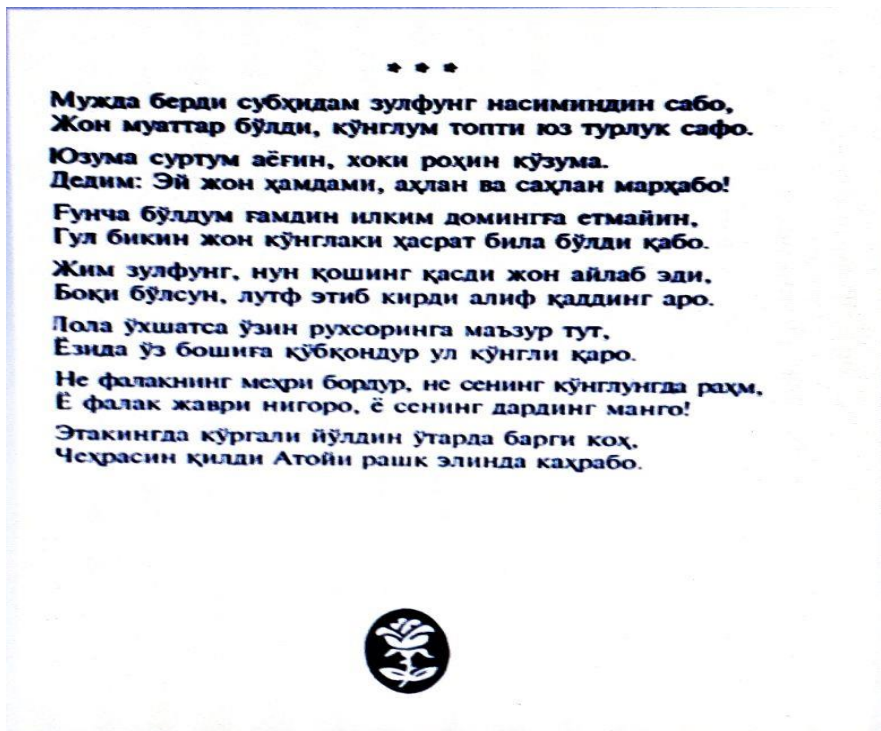 * * *
Мужда берди субҳидам зулфунг насиминдин сабо,
Жон муаттар бўлди, кўнглум топти юз турлук сафо.
Юзума суртум аёғин, хоки роҳин кўзума.
Дедим: Эй жон ҳамдами, аҳлан ва саҳлан марҳабо!
Ғунча бўлдум ғамдин илким домингға етмайин,
Гул бикин жон кўнглаки ҳасрат била бўлди қабо.
Жим зулфунг, нун қошинг қасди жон айлаб эди,
Боқи бўлсун, лутф этиб кирди алиф қаддинг аро.
Лола ўхшатса ўзин рухсоринга маъзур тут,
Ёзида ўз бошиға қўбқондур ул кўнгли қаро.
Не фалакнинг меҳри бордур, не сенинг кўнглунгда раҳм,
Ё фалак жаври нигоро, ё сенинг дардинг манго!
Этакингда кўргали йўлдин ўтарда барги коҳ,
Чеҳрасин қилди Атойи рашк элинда каҳрабо.